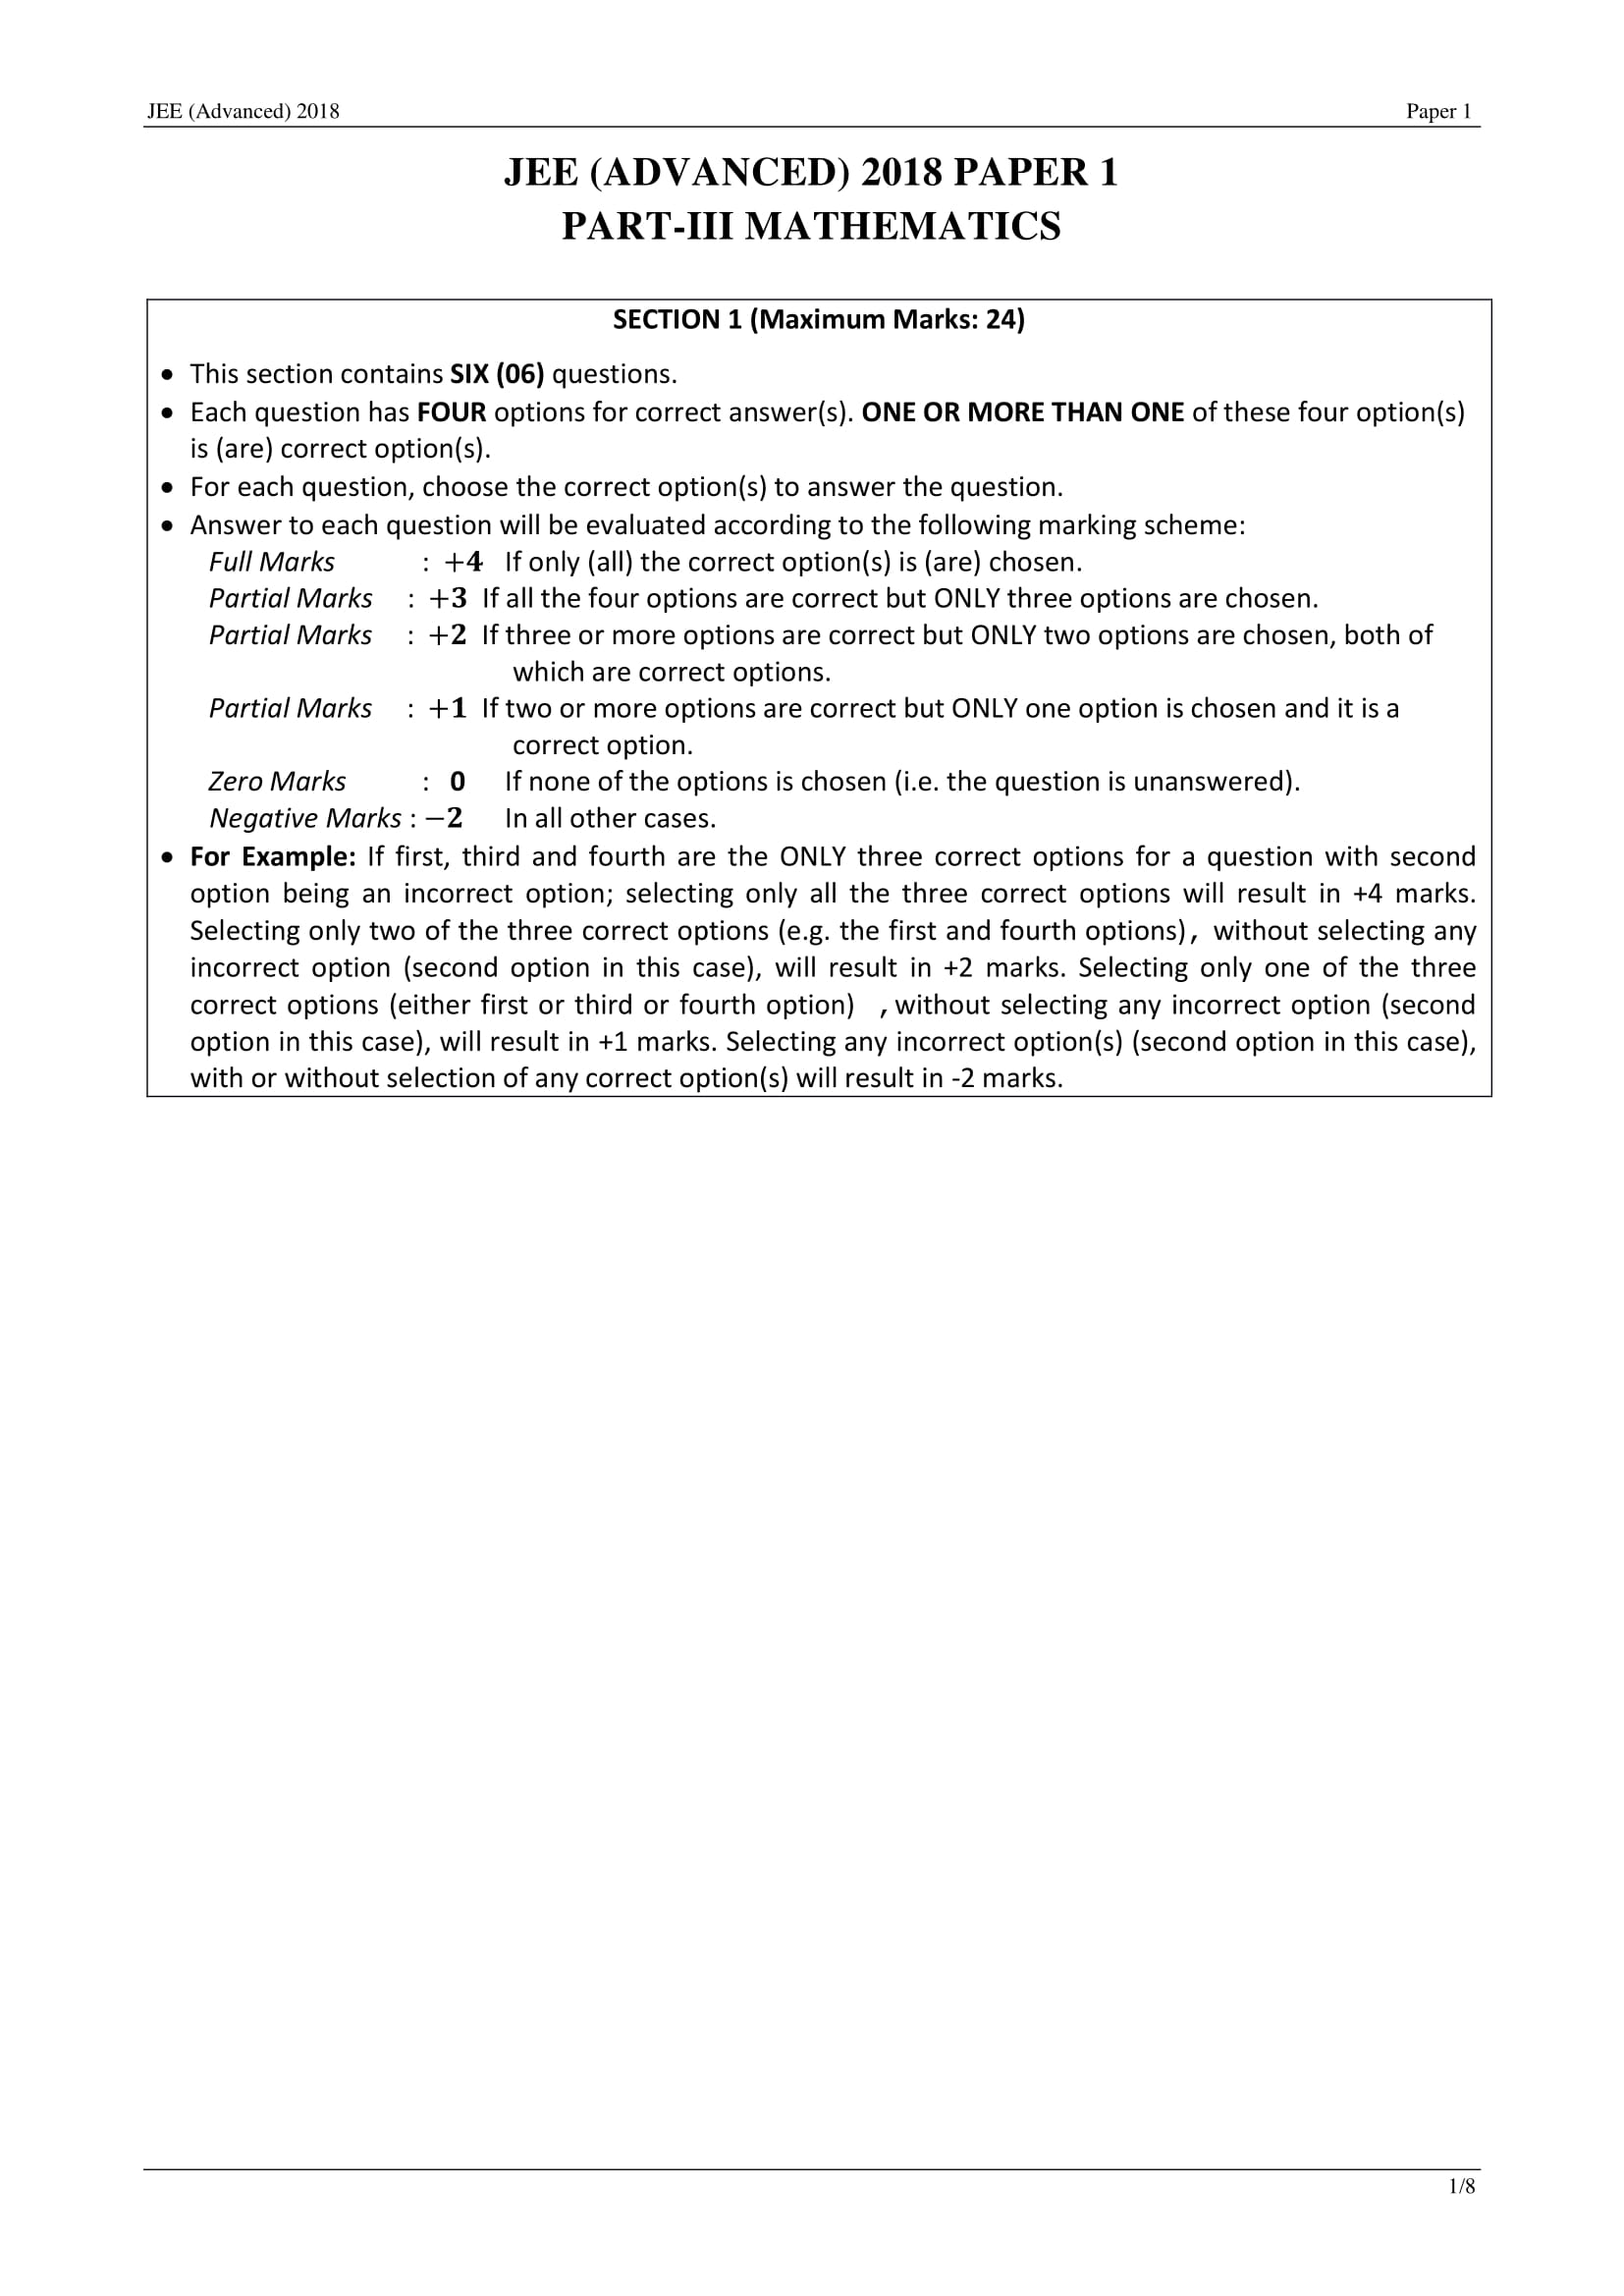 JEE (Advanced) 2018 Paper 1
JEE (ADVANCED) 2018 PAPER 1
PART-III MATHEMATICS
SECTION 1 (Maximum Marks: 24)
• This section contains SIX (06) questions.
• Each question has FOUR options for correct answer(s). ONE OR MORE THAN ONE of these four option(s)
is (are) correct option(s).
• For each question, choose the correct option(s) to answer the question.
• Answer to each question will be evaluated according to the following marking scheme:
Full Marks : +4 If only (all) the correct option(s) is (are) chosen.
Partial Marks : +3 If all the four options are correct but ONLY three options are chosen.
Partial Marks : +2 If three or more options are correct but ONLY two options are chosen, both of
which are correct options.
Partial Marks : +1 If two or more options are correct but ONLY one option is chosen and it is a
correct option.
Zero Marks : 0 If none of the options is chosen (i.e. the question is unanswered).
Negative Marks : −2 In all other cases.
• For Example: If first, third and fourth are the ONLY three correct options for a question with second
option being an incorrect option; selecting only all the three correct options will result in +4 marks.
Selecting only two of the three correct options (e.g. the first and fourth options), without selecting any
incorrect option (second option in this case), will result in +2 marks. Selecting only one of the three
correct options (either first or third or fourth option) , without selecting any incorrect option (second
option in this case), will result in +1 marks. Selecting any incorrect option(s) (second option in this case),
with or without selection of any correct option(s) will result in -2 marks.
1/8